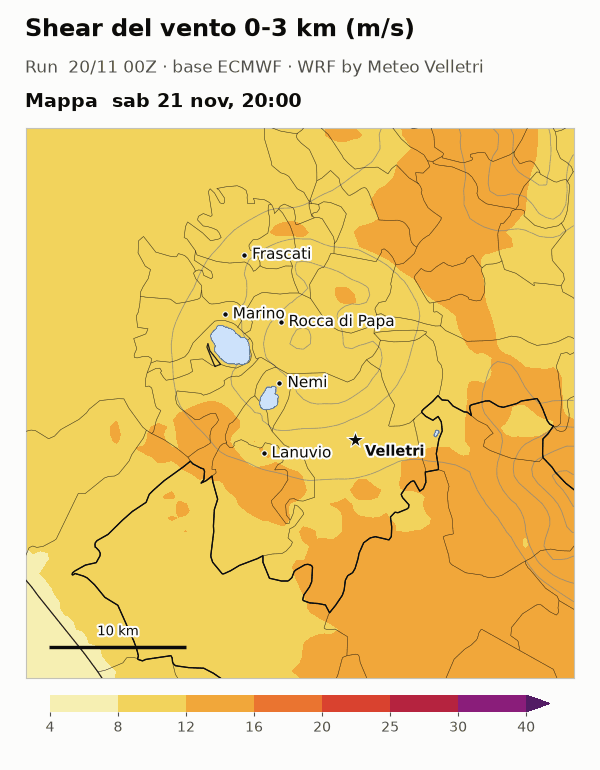 Shear del vento 0-3 km (m/s)
Run  20/11 00Z · base ECMWF · WRF by Meteo Velletri
Mappa  sab 21 nov, 20:00
Frascati
Marino
Rocca di Papa
Nemi
Velletri
Lanuvio
10 km
4 8 12 16 20 25 30 40